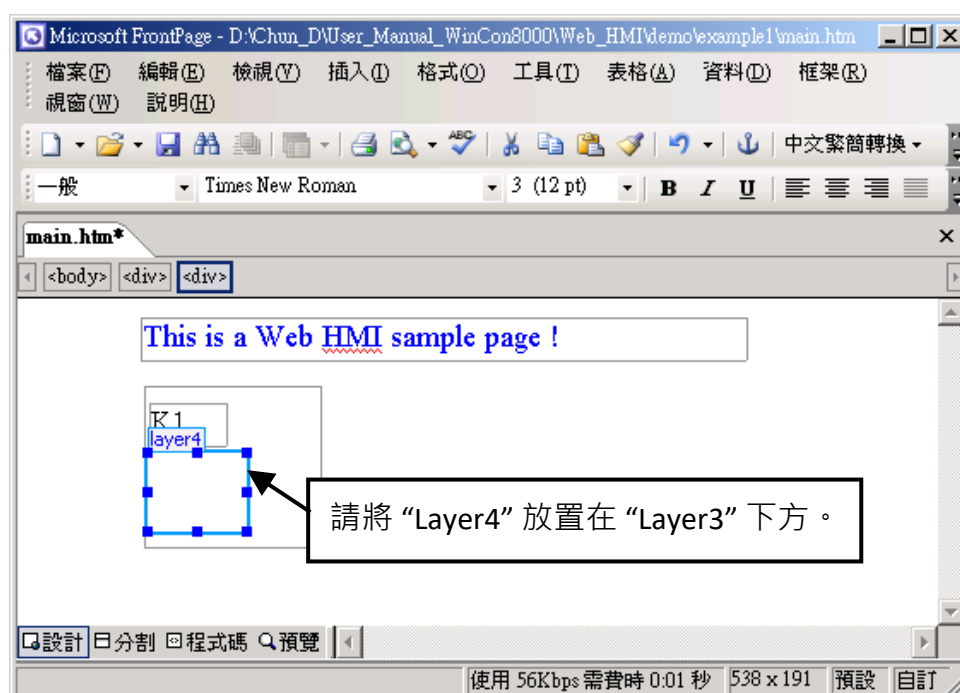 Microsoft FrontPage - D:\Chun_D\User_Manual_WinCon8000\Web_HMI\demo\example1\main.htm
檔案(F) 編輯(E) 檢視(V) 插入(I) 格式(O) 工具(T) 表格(A) 資料(D) 框架(R)
視窗(W) 說明(H)
ABC 中文繁簡轉換
一般 Times New Roman 3 (12 pt) B I U
main.htm*
<body> <div> <div>
This is a Web HMI sample page !
K1
layer4
請將 “Layer4” 放置在 “Layer3” 下方。
設計 分割 程式碼 預覽
使用 56Kbps 需費時 0:01 秒 538 x 191 預設 自訂